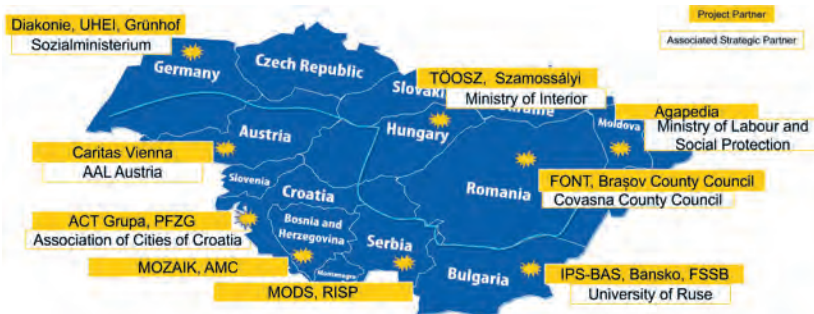 Project Partner
Associated Strategic Partner
Diakonie, UHEI, Grünhof
Sozialministerium
Germany
Czech Republic
TÖOSZ, Szamossályi
Ministry of Interior
Hungary
Agapedia
Moldova
Ministry of Labour and
Social Protection
Austria
Caritas Vienna
AAL Austria
Slovenia
Romania
FONT, Brașov County Council
Covasna County Council
Croatia
ACT Grupa, PFZG
Association of Cities of Croatia
Bosnia and
Herzegovina
Serbia
MOZAIK, AMC
Montenegro
MODS, RISP
Bulgaria
IPS-BAS, Bansko, FSSB
University of Ruse